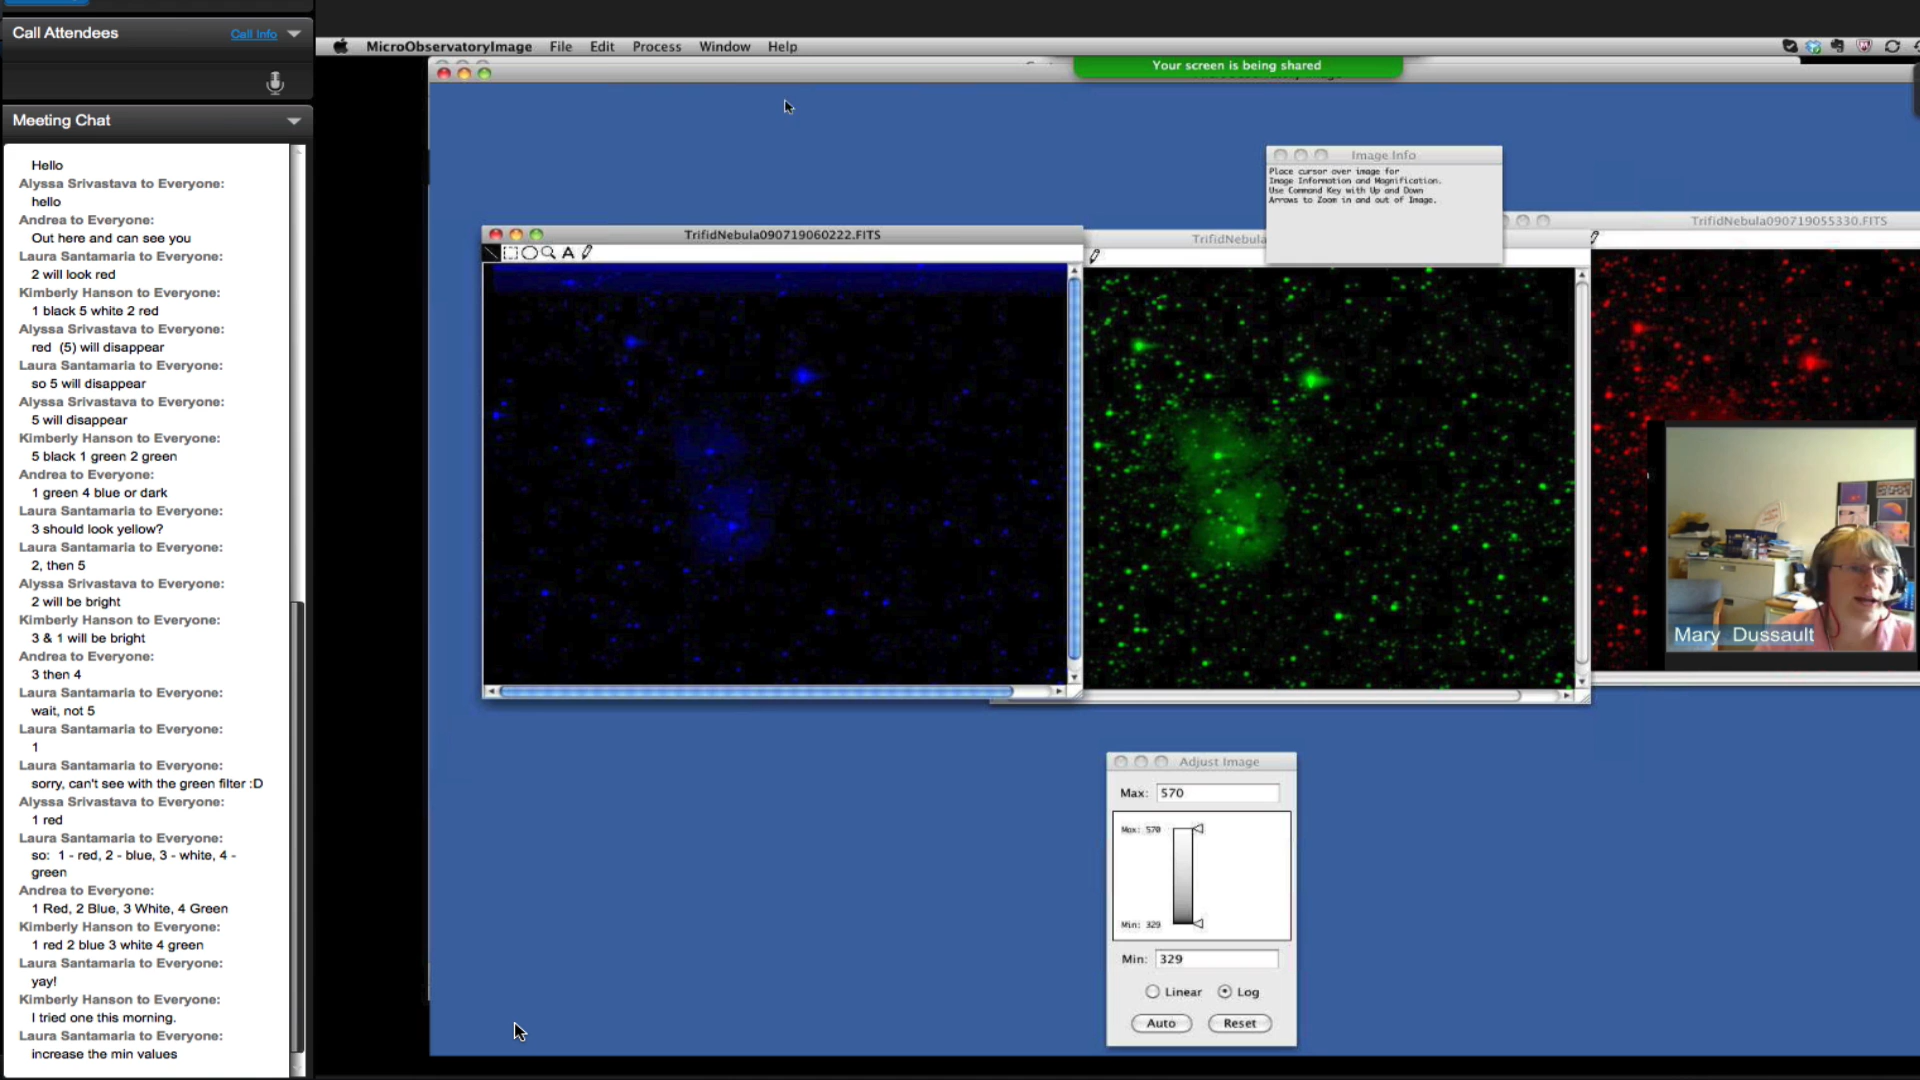 Call Attendees
Call Info
Meeting Chat
Hello
Alyssa Srivastava to Everyone:
hello
Andrea to Everyone:
Out here and can see you
Laura Santamaria to Everyone:
2 will look red
Kimberly Hanson to Everyone:
1 black 5 white 2 red
Alyssa Srivastava to Everyone:
red (5) will disappear
Laura Santamaria to Everyone:
so 5 will disappear
Alyssa Srivastava to Everyone:
5 will disappear
Kimberly Hanson to Everyone:
5 black 1 green 2 green
Andrea to Everyone:
1 green 4 blue or dark
Laura Santamaria to Everyone:
3 should look yellow?
Laura Santamaria to Everyone:
2, then 5
Alyssa Srivastava to Everyone:
2 will be bright
Kimberly Hanson to Everyone:
3 & 1 will be bright
Andrea to Everyone:
3 then 4
Laura Santamaria to Everyone:
wait, not 5
Laura Santamaria to Everyone:
1
Laura Santamaria to Everyone:
sorry, can't see with the green filter :D
Alyssa Srivastava to Everyone:
1 red
Laura Santamaria to Everyone:
so: 1 - red, 2 - blue, 3 - white, 4 -
green
Andrea to Everyone:
1 Red, 2 Blue, 3 White, 4 Green
Kimberly Hanson to Everyone:
1 red 2 blue 3 white 4 green
Laura Santamaria to Everyone:
yay!
Kimberly Hanson to Everyone:
I tried one this morning.
Laura Santamaria to Everyone:
increase the min values
MicroObservatoryImage File Edit Process Window Help
Your screen is being shared
Image Info
Place cursor over image for
Image Information and Magnification.
Use Command Key with Up and Down
Arrows to Zoom in and out of Image.
TrifidNebula090719060222.FITS
A
TrifidNebula
TrifidNebula090719055330.FITS
Mary Dussault
Adjust Image
Max: 570
Max: 570
Min: 329
Min: 329
Linear Log
Auto Reset